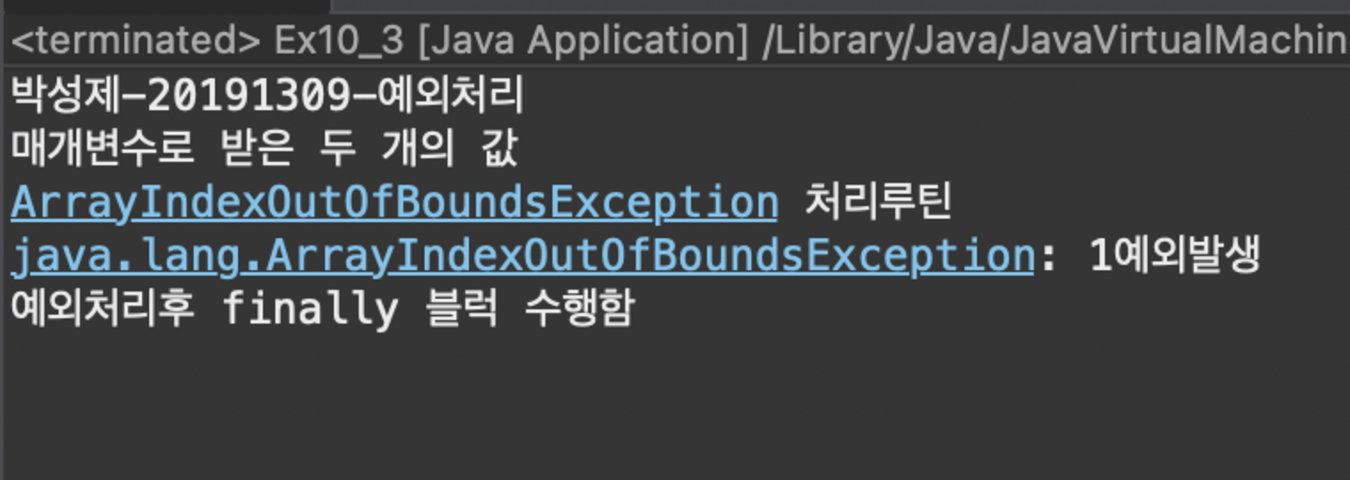 <terminated> Ex10_3 [Java Application] /Library/Java/JavaVirtualMachin
박성제-20191309-예외처리
매개변수로 받은 두 개의 값
ArrayIndexOutOfBoundsException 처리루틴
java.lang.ArrayIndexOutOfBoundsException: 1예외발생
예외처리후 finally 블럭 수행함